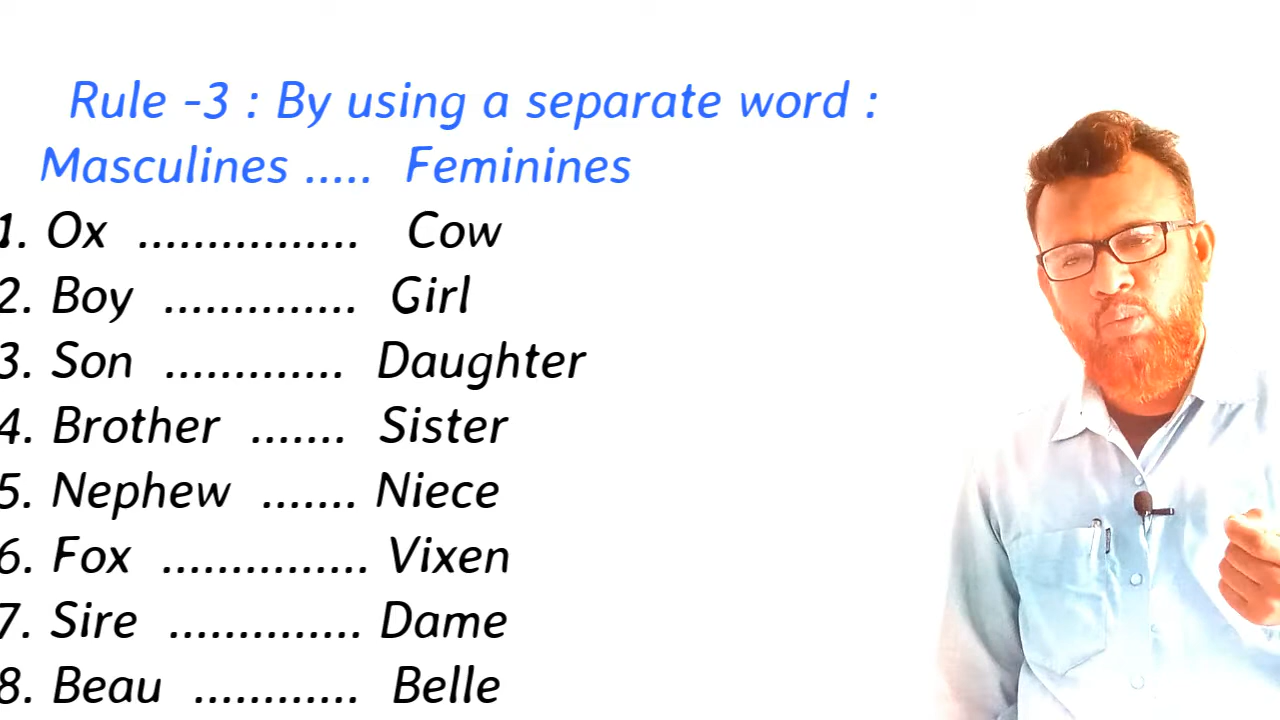 Rule -3 : By using a separate word :
Masculines ..... Feminines
1. Ox ................ Cow
2. Boy .............. Girl
3. Son ............. Daughter
4. Brother ....... Sister
5. Nephew ....... Niece
6. Fox ............... Vixen
7. Sire .............. Dame
8. Beau ............ Belle